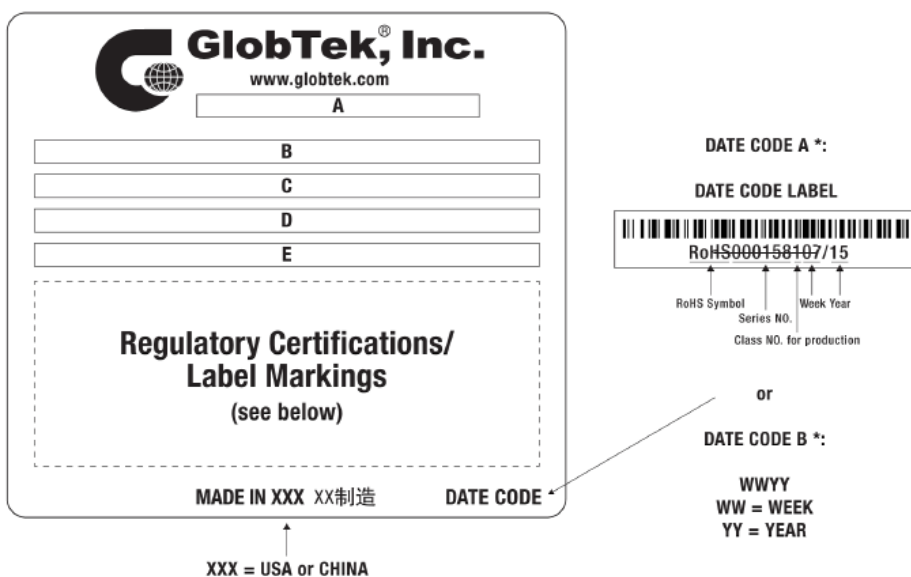 GlobTek®, Inc.
www.globtek.com
A
B
C
D
E
Regulatory Certifications/
Label Markings
(see below)
MADE IN XXX XX制造 DATE CODE
XXX = USA or CHINA
DATE CODE A *:
DATE CODE LABEL
RoHS000158107/15
RoHS Symbol
Week Year
Series NO.
Class NO. for production
or
DATE CODE B *:
WWYY
WW = WEEK
YY = YEAR